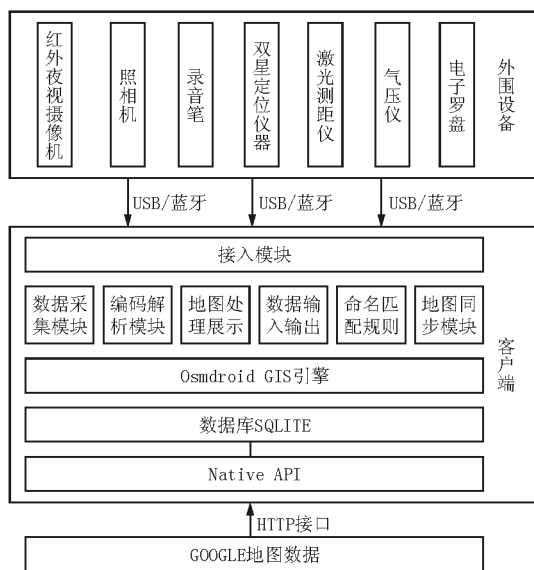 红外夜视摄像机
照相机
录音笔
双星定位仪器
激光测距仪
气压仪
电子罗盘
外围设备
USB/蓝牙
USB/蓝牙
USB/蓝牙
接入模块
数据采
集模块
编码解
析模块
地图处
理展示
数据输
入输出
命名匹
配规则
地图同
步模块
客户端
Osmdroid GIS引擎
数据库SQLITE
Native API
HTTP接口
GOOGLE地图数据